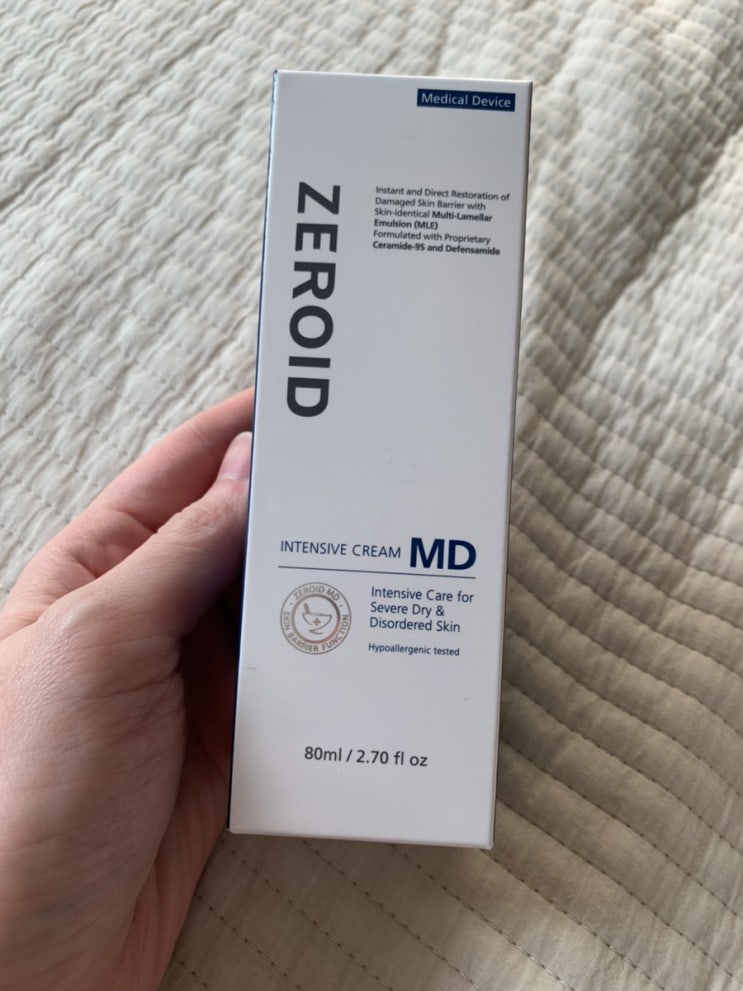 Medical Device
ZEROID
Instant and Direct Restoration of
Damaged Skin Barrier with
Skin-identical Multi-Lamellar
Emulsion (MLE)
Formulated with Proprietary
Ceramide-9S and Defensamide
INTENSIVE CREAM MD
· ZEROID MD ·
SKIN BARRIER FUNCTION
Intensive Care for
Severe Dry &
Disordered Skin
Hypoallergenic tested
80ml / 2.70 fl oz